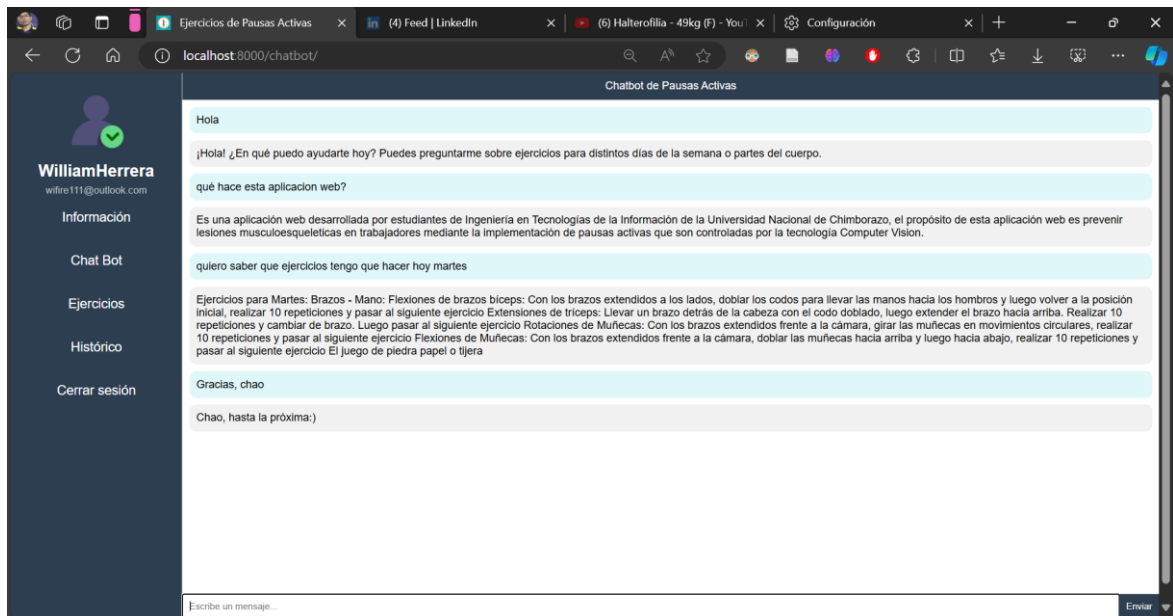 Ejercicios de Pausas Activas
(4) Feed | LinkedIn
(6) Halterofilia - 49kg (F) - YouT
Configuración
localhost:8000/chatbot/
Chatbot de Pausas Activas
WilliamHerrera
wifire111@outlook.com
Información
Chat Bot
Ejercicios
Histórico
Cerrar sesión
Hola
¡Hola! ¿En qué puedo ayudarte hoy? Puedes preguntarme sobre ejercicios para distintos días de la semana o partes del cuerpo.
qué hace esta aplicacion web?
Es una aplicación web desarrollada por estudiantes de Ingeniería en Tecnologías de la Información de la Universidad Nacional de Chimborazo, el propósito de esta aplicación web es prevenir
lesiones musculoesqueleticas en trabajadores mediante la implementación de pausas activas que son controladas por la tecnología Computer Vision.
quiero saber que ejercicios tengo que hacer hoy martes
Ejercicios para Martes: Brazos - Mano: Flexiones de brazos bíceps: Con los brazos extendidos a los lados, doblar los codos para llevar las manos hacia los hombros y luego volver a la posición
inicial, realizar 10 repeticiones y pasar al siguiente ejercicio Extensiones de tríceps: Llevar un brazo detrás de la cabeza con el codo doblado, luego extender el brazo hacia arriba. Realizar 10
repeticiones y cambiar de brazo. Luego pasar al siguiente ejercicio Rotaciones de Muñecas: Con los brazos extendidos frente a la cámara, girar las muñecas en movimientos circulares, realizar
10 repeticiones y pasar al siguiente ejercicio Flexiones de Muñecas: Con los brazos extendidos frente a la cámara, doblar las muñecas hacia arriba y luego hacia abajo, realizar 10 repeticiones y
pasar al siguiente ejercicio El juego de piedra papel o tijera
Gracias, chao
Chao, hasta la próxima:)
Escribe un mensaje...
Enviar